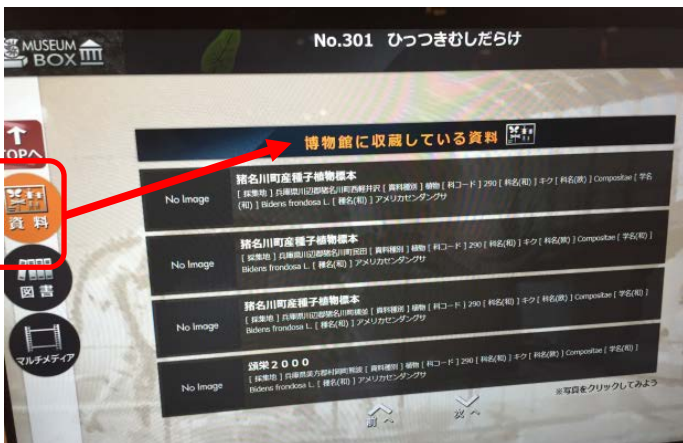 MUSEUM
BOX
No.301 ひっつきむしだらけ
TOPへ
資料
図書
マルチメディア
博物館に収蔵している資料
No Image
猪名川町産種子植物標本
[ 採集地 ] 兵庫県川辺郡猪名川町西軽井沢 [ 資料種別 ] 植物 [ 科コード ] 290 [ 科名(和) ] キク [ 科名(欧) ] Compositae [ 学名
(和) ] Bidens frondosa L. [ 種名(和) ] アメリカセンダングサ
No Image
猪名川町産種子植物標本
[ 採集地 ] 兵庫県川辺郡猪名川町民田 [ 資料種別 ] 植物 [ 科コード ] 290 [ 科名(和) ] キク [ 科名(欧) ] Compositae [ 学名(和) ]
Bidens frondosa L. [ 種名(和) ] アメリカセンダングサ
No Image
猪名川町産種子植物標本
[ 採集地 ] 兵庫県川辺郡猪名川町 [ 資料種別 ] 植物 [ 科コード ] 290 [ 科名(和) ] キク [ 科名(欧) ] Compositae [ 学名(和) ]
Bidens frondosa L. [ 種名(和) ] アメリカセンダングサ
No Image
頌栄2000
[ 採集地 ] 兵庫県美方郡村岡町熊波 [ 資料種別 ] 植物 [ 科コード ] 290 [ 科名(和) ] キク [ 科名(欧) ] Compositae [ 学名(和) ]
Bidens frondosa L. [ 種名(和) ] アメリカセンダングサ
前へ
次へ
※写真をクリックしてみよう